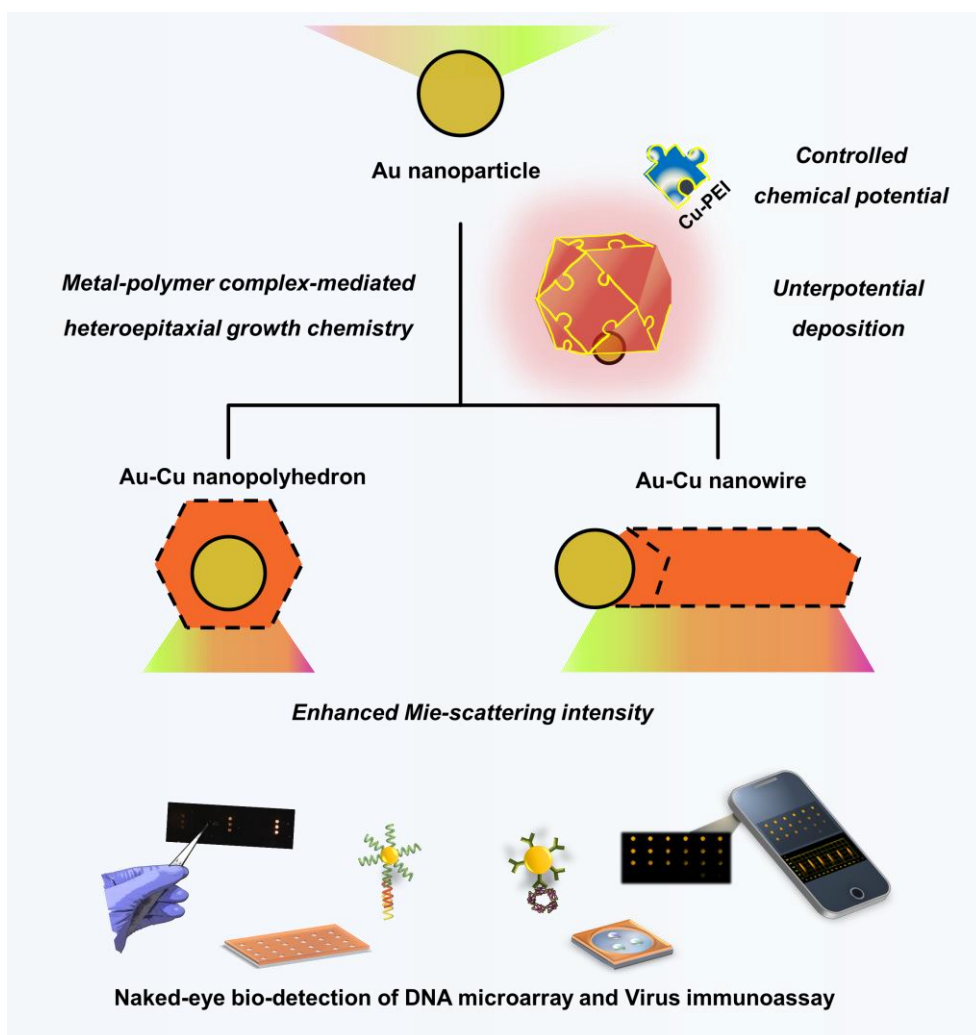 Au nanoparticle
Cu-PEI
Controlled
chemical potential
Metal-polymer complex-mediated
heteroepitaxial growth chemistry
Unterpotential
deposition
Au-Cu nanopolyhedron
Au-Cu nanowire
Enhanced Mie-scattering intensity
Naked-eye bio-detection of DNA microarray and Virus immunoassay